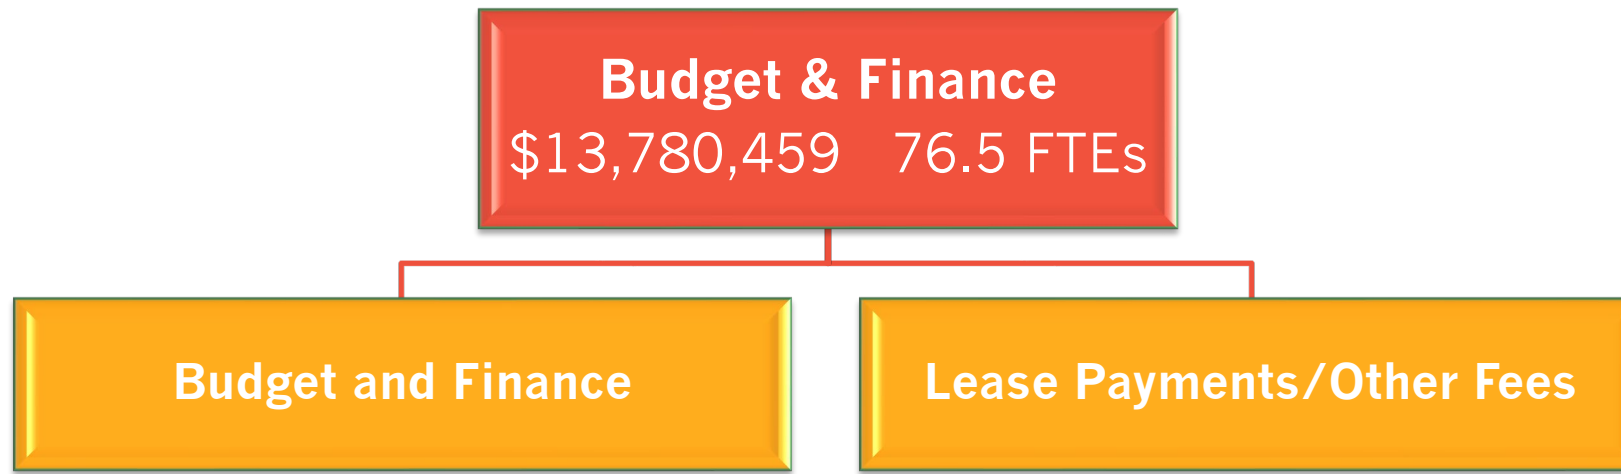 Budget & Finance
$13,780,459 76.5 FTEs
Budget and Finance
Lease Payments/Other Fees